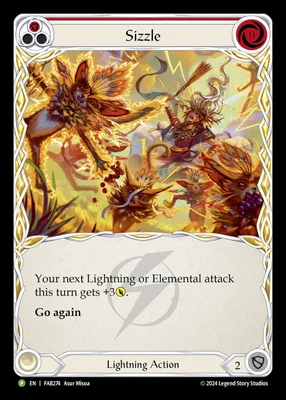 Sizzle
Your next Lightning or Elemental attack
this turn gets +3.
Go again
Lightning Action
2
P EN | FAB274 Asur Misoa
© 2024 Legend Story Studios